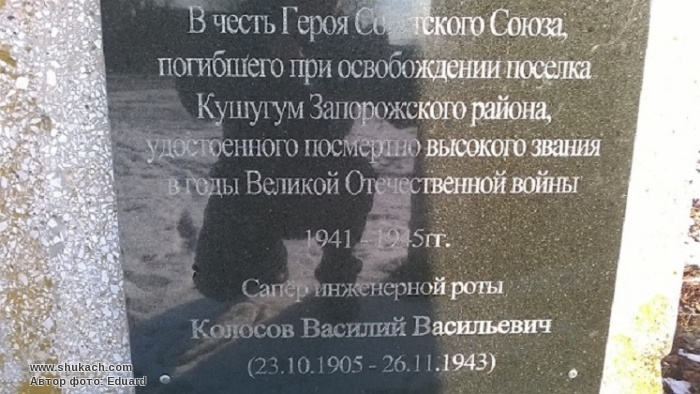 В честь Героя Советского Союза,
погибшего при освобождении поселка
Кушугум Запорожского района,
удостоенного посмертно высокого звания
в годы Великой Отечественной войны
1941 - 1945гг.
Сапёр инженерной роты
Колосов Василий Васильевич
(23.10.1905 - 26.11.1943)
www.shukach.com
Автор фото: Eduard